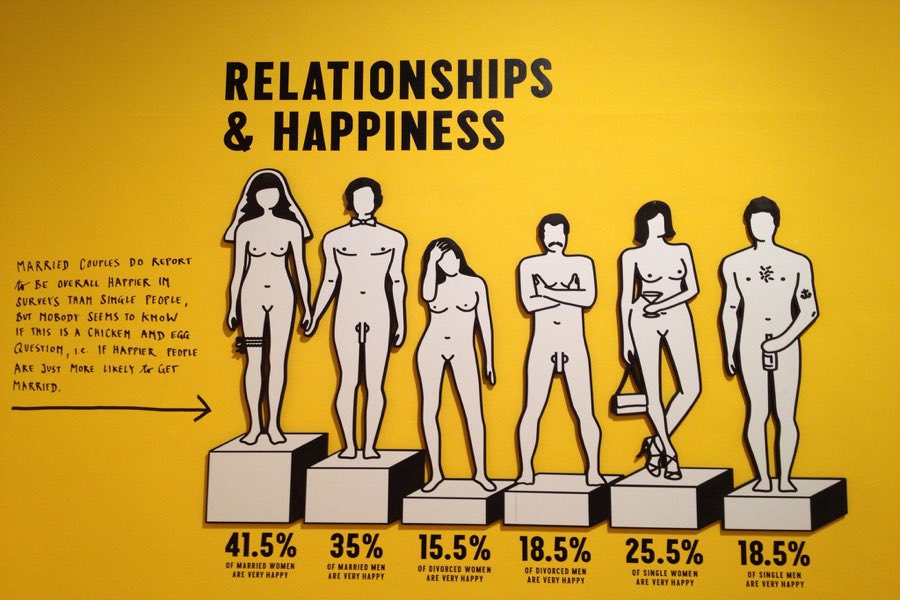 RELATIONSHIPS
& HAPPINESS
MARRIED COUPLES DO REPORT
to BE OVERALL HAPPIER IN
SURVEYS THAN SINGLE PEOPLE,
BUT NOBODY SEEMS TO KNOW
IF THIS IS A CHICKEN AND EGG
QUESTION, i.e. IF HAPPIER PEOPLE
ARE JUST MORE LIKELY to GET
MARRIED.
41.5%
OF MARRIED WOMEN
ARE VERY HAPPY
35%
OF MARRIED MEN
ARE VERY HAPPY
15.5%
OF DIVORCED WOMEN
ARE VERY HAPPY
18.5%
OF DIVORCED MEN
ARE VERY HAPPY
25.5%
OF SINGLE WOMEN
ARE VERY HAPPY
18.5%
OF SINGLE MEN
ARE VERY HAPPY